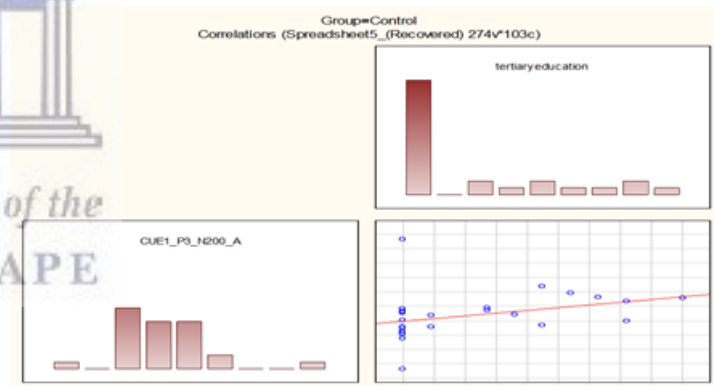 Group=Control
Correlations (Spreadsheet5_(Recovered) 274v*103c)
tertiaryeducation
of the
CUE1_P3_N200_A
APE